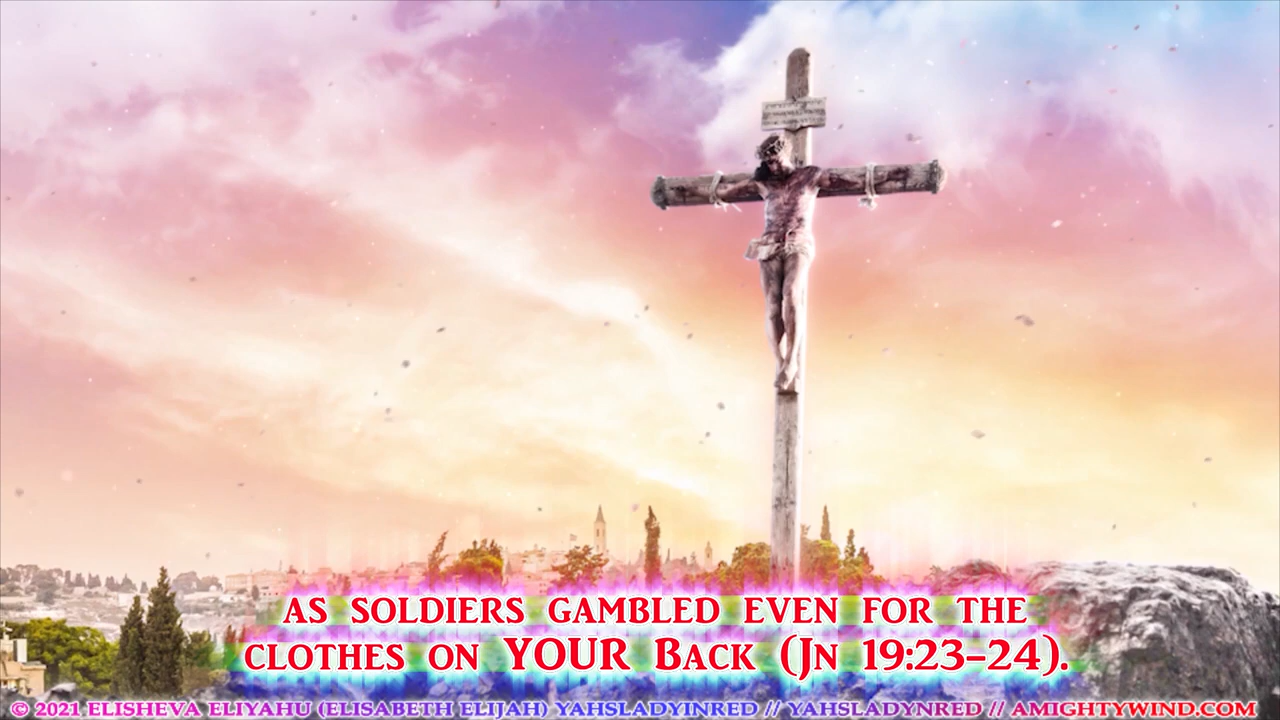 AS SOLDIERS GAMBLED EVEN FOR THE
CLOTHES ON YOUR BACK (JN 19:23–24).
© 2021 ELISHEVA ELIYAHU (ELISABETH ELIJAH) YAHSLADYINRED // YAHSLADYNRED // AMIGHTYWIND.COM